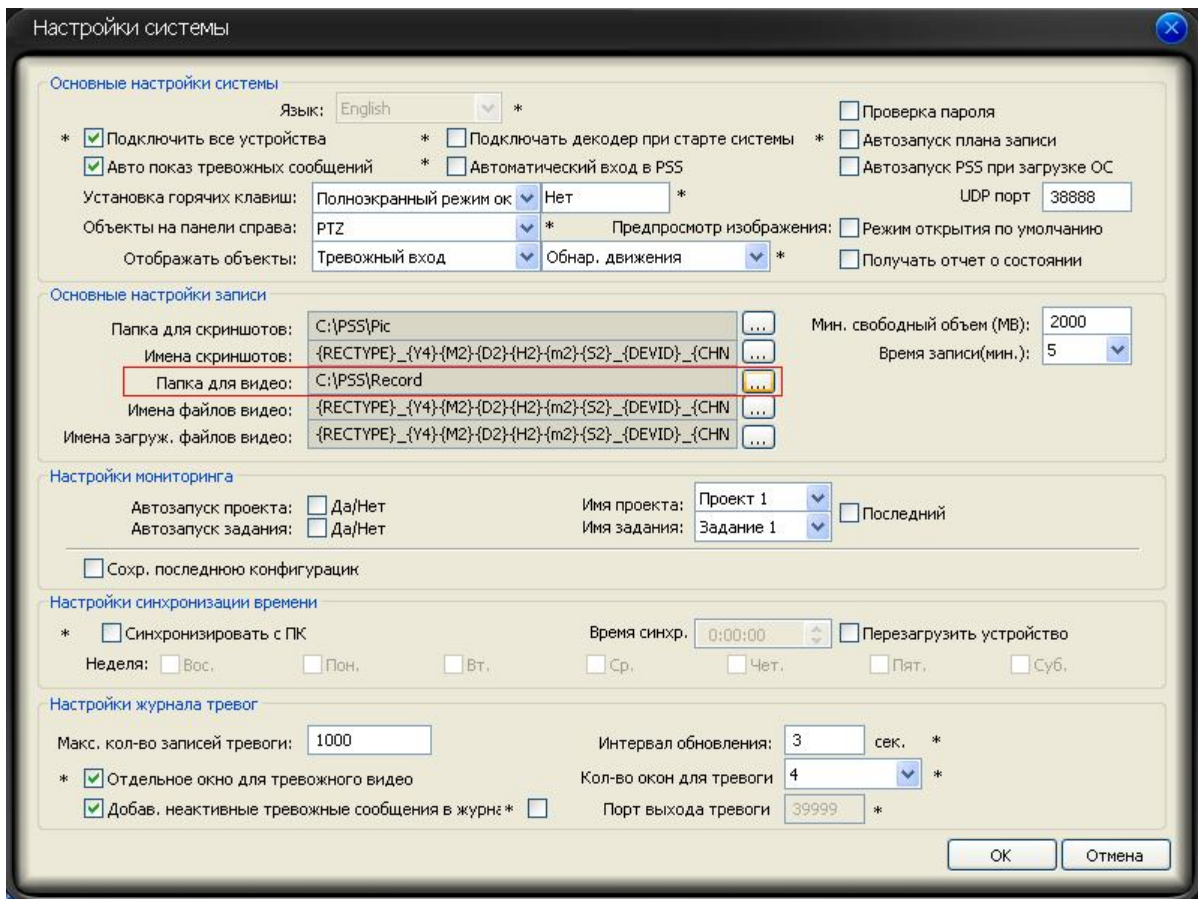 Настройки системы
Основные настройки системы
Язык: English *
Проверка пароля
* Подключить все устройства * Подключать декодер при старте системы * Автозапуск плана записи
Авто показ тревожных сообщений * Автоматический вход в PSS Автозапуск PSS при загрузке ОС
Установка горячих клавиш: Полноэкранный режим ок Нет * UDP порт 38888
Объекты на панели справа: PTZ * Предпросмотр изображения: Режим открытия по умолчанию
Отображать объекты: Тревожный вход Обнар. движения * Получать отчет о состоянии
Основные настройки записи
Папка для скриншотов: C:\PSS\Pic ... Мин. свободный объем (MB): 2000
Имена скриншотов: {RECTYPE}_{Y4}{M2}{D2}{H2}{m2}{S2}_{DEVID}_{CHN ... Время записи(мин.): 5
Папка для видео: C:\PSS\Record ...
Имена файлов видео: {RECTYPE}_{Y4}{M2}{D2}{H2}{m2}{S2}_{DEVID}_{CHN ...
Имена загруж. файлов видео: {RECTYPE}_{Y4}{M2}{D2}{H2}{m2}{S2}_{DEVID}_{CHN ...
Настройки мониторинга
Автозапуск проекта: Да/Нет Имя проекта: Проект 1 Последний
Автозапуск задания: Да/Нет Имя задания: Задание 1
Сохр. последнюю конфигурацик
Настройки синхронизации времени
* Синхронизировать с ПК Время синхр. 0:00:00 Перезагрузить устройство
Неделя: Вос. Пон. Вт. Ср. Чет. Пят. Суб.
Настройки журнала тревог
Макс. кол-во записей тревоги: 1000 Интервал обновления: 3 сек. *
* Отдельное окно для тревожного видео Кол-во окон для тревоги 4 *
Добав. неактивные тревожные сообщения в журна * Порт выхода тревоги 39999 *
OK Отмена